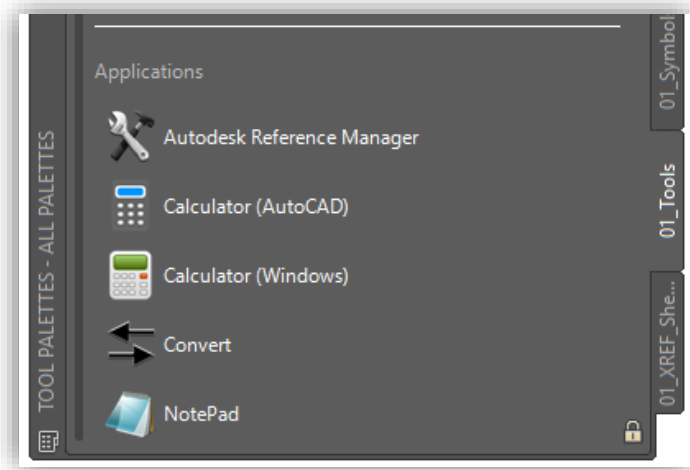 Applications
Autodesk Reference Manager
Calculator (AutoCAD)
Calculator (Windows)
Convert
NotePad
TOOL PALETTES - ALL PALETTES
01_Symbol
01_Tools
01_XREF_She...